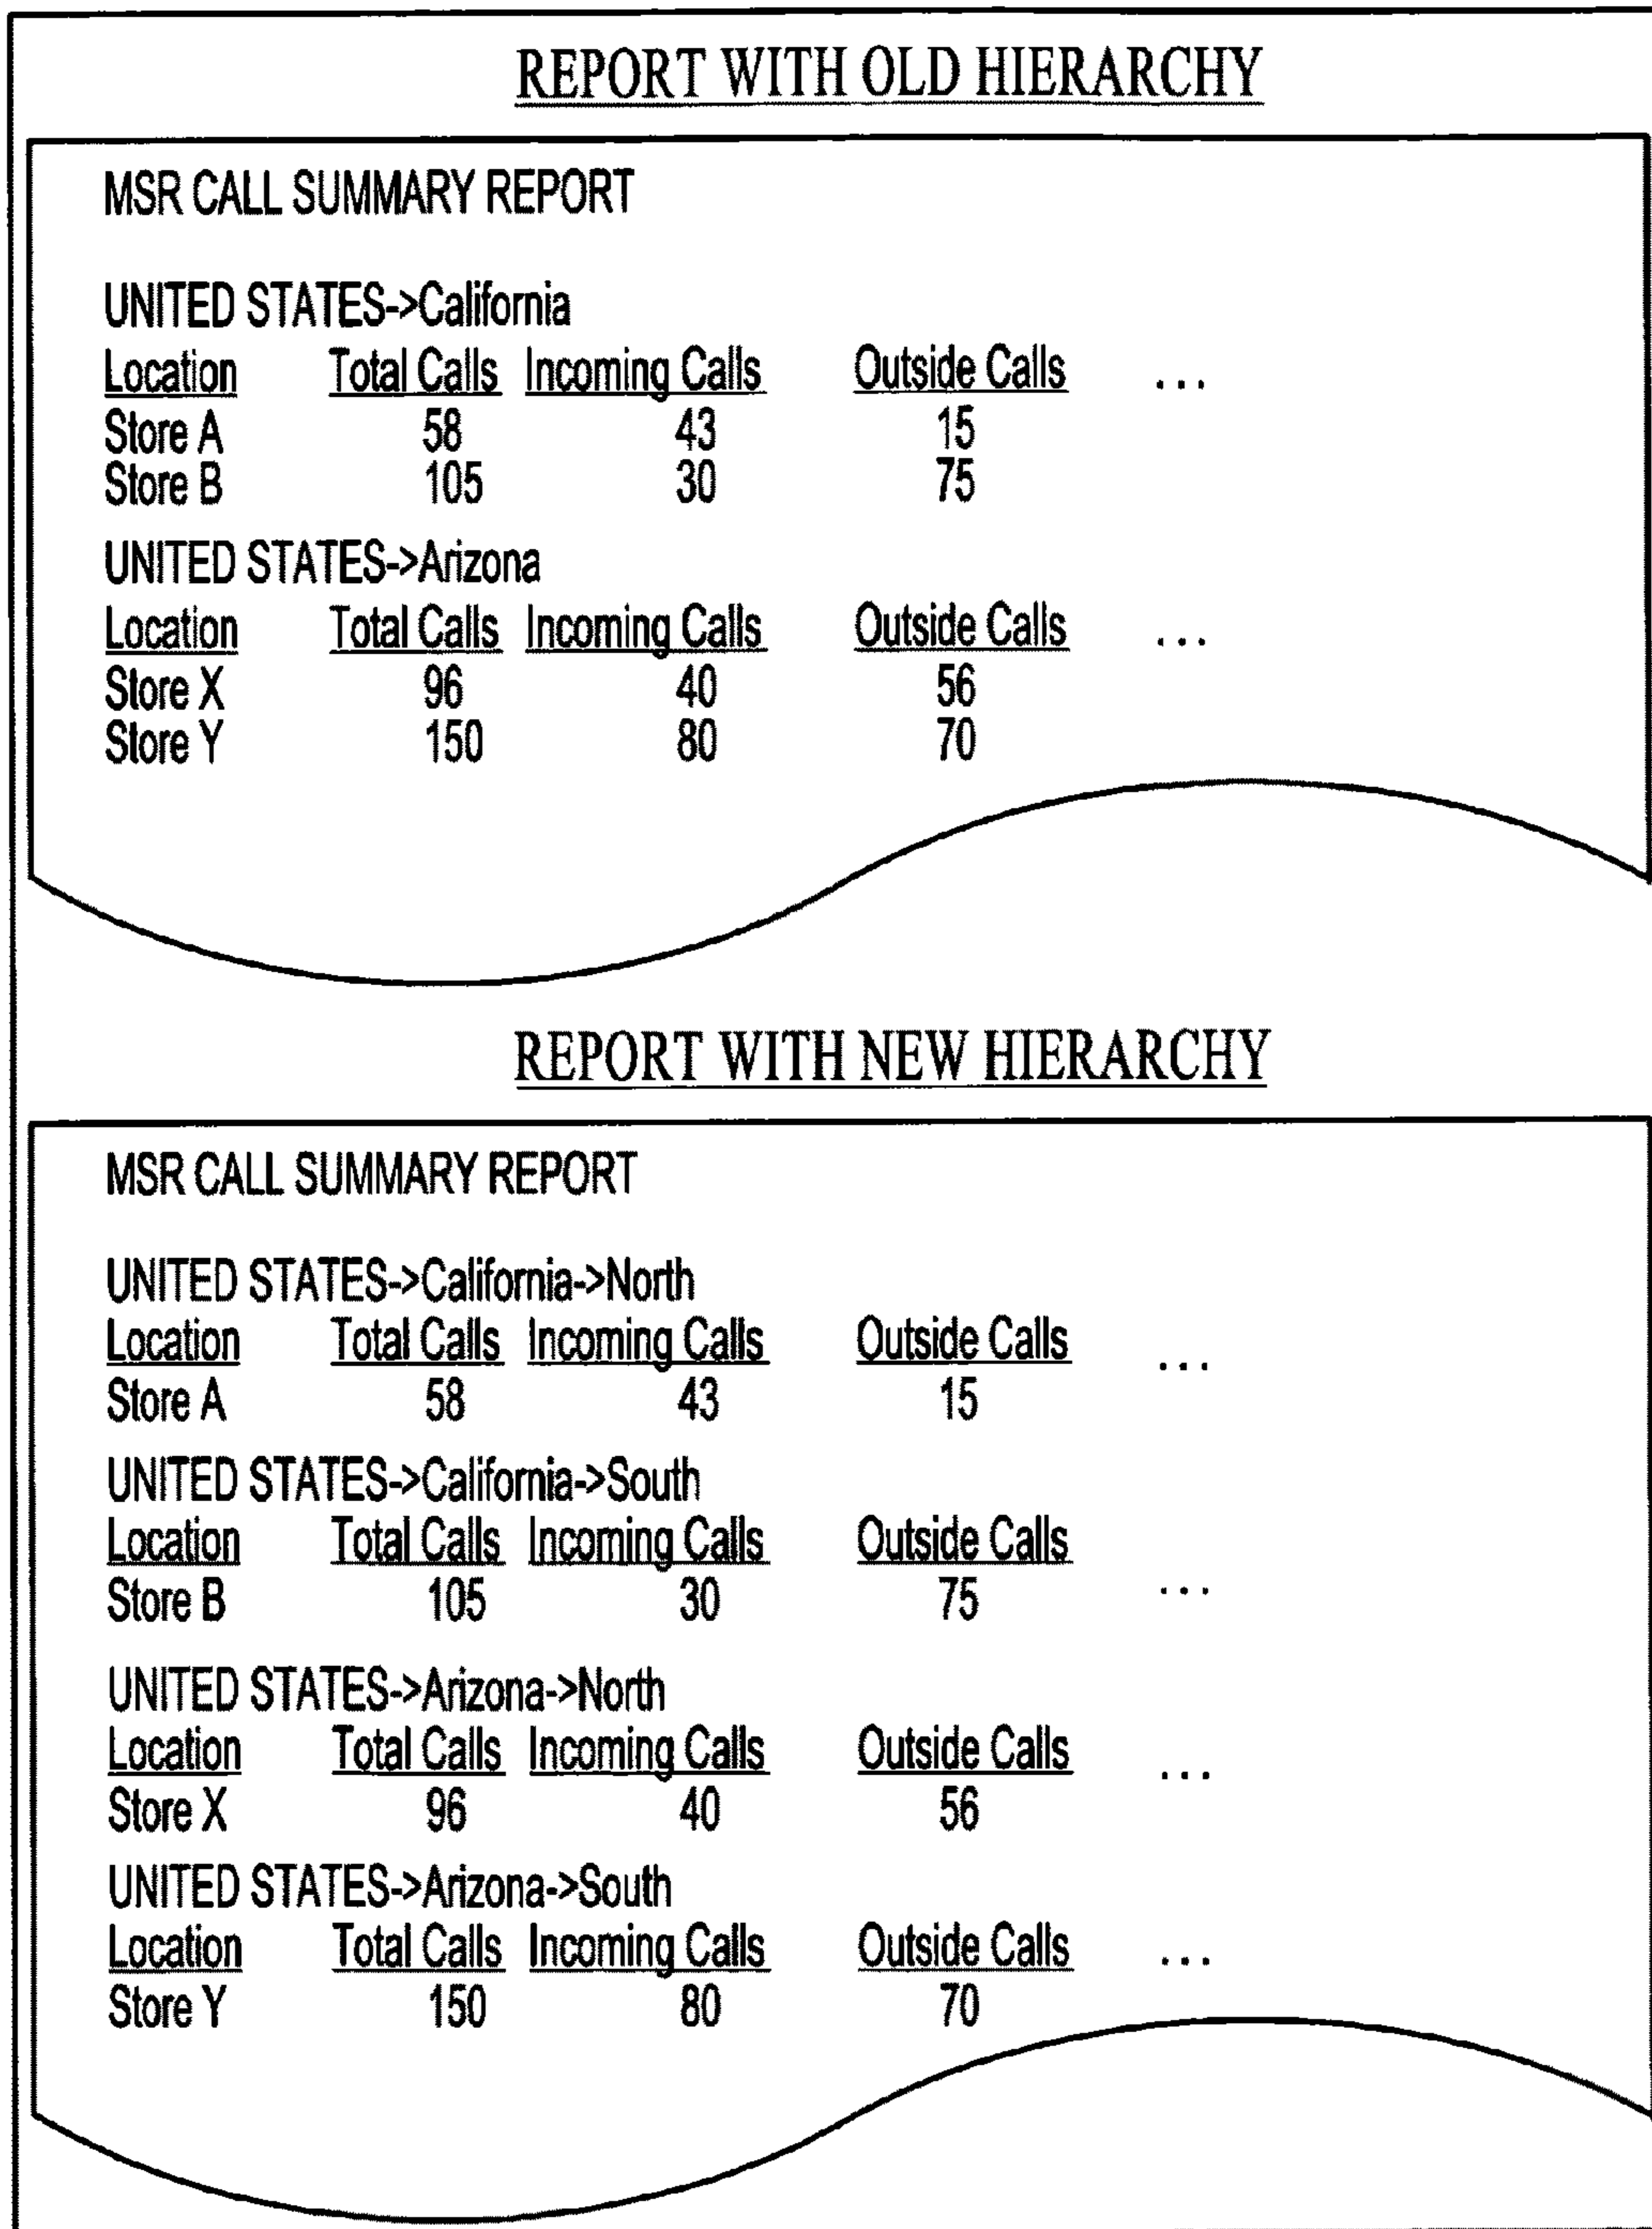 REPORT WITH OLD HIERARCHY
MSR CALL SUMMARY REPORT
UNITED STATES->California
Location Total Calls Incoming Calls Outside Calls ...
Store A 58 43 15
Store B 105 30 75
UNITED STATES->Arizona
Location Total Calls Incoming Calls Outside Calls ...
Store X 96 40 56
Store Y 150 80 70
REPORT WITH NEW HIERARCHY
MSR CALL SUMMARY REPORT
UNITED STATES->California->North
Location Total Calls Incoming Calls Outside Calls ...
Store A 58 43 15
UNITED STATES->California->South
Location Total Calls Incoming Calls Outside Calls
Store B 105 30 75 ...
UNITED STATES->Arizona->North
Location Total Calls Incoming Calls Outside Calls ...
Store X 96 40 56
UNITED STATES->Arizona->South
Location Total Calls Incoming Calls Outside Calls ...
Store Y 150 80 70